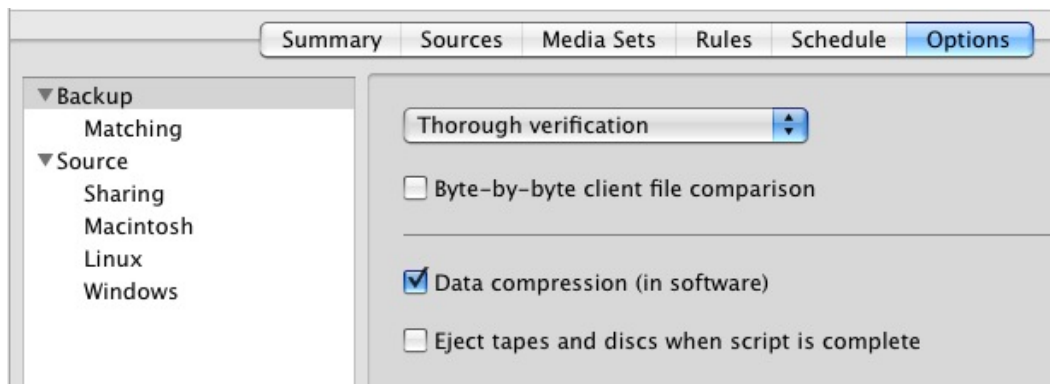 Summary Sources Media Sets Rules Schedule Options
Backup
Matching
Source
Sharing
Macintosh
Linux
Windows
Thorough verification
Byte-by-byte client file comparison
Data compression (in software)
Eject tapes and discs when script is complete